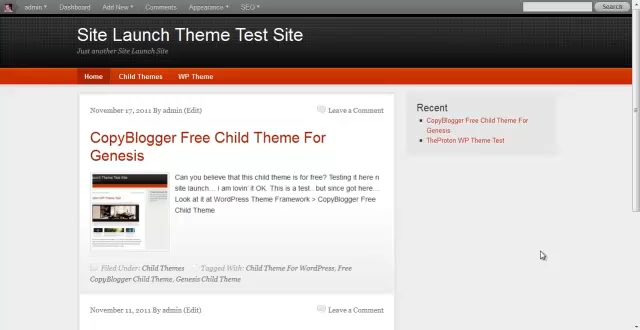 admin Dashboard Add New Comments Appearance SEO Search
Site Launch Theme Test Site
Just another Site Launch Site
Home Child Themes WP Theme
November 17, 2011 By admin (Edit) Leave a Comment
CopyBlogger Free Child Theme For
Genesis
Can you believe that this child theme is for free? Testing it here n
site launch… I am lovin' it OK. This is a test.. but since got here…
Look at it at WordPress Theme Framework > CopyBlogger Free
Child Theme
Filed Under: Child Themes Tagged With: Child Theme For WordPress, Free
CopyBlogger Child Theme, Genesis Child Theme
November 11, 2011 By admin (Edit) Leave a Comment
Recent
CopyBlogger Free Child Theme For
Genesis
TheProton WP Theme Test